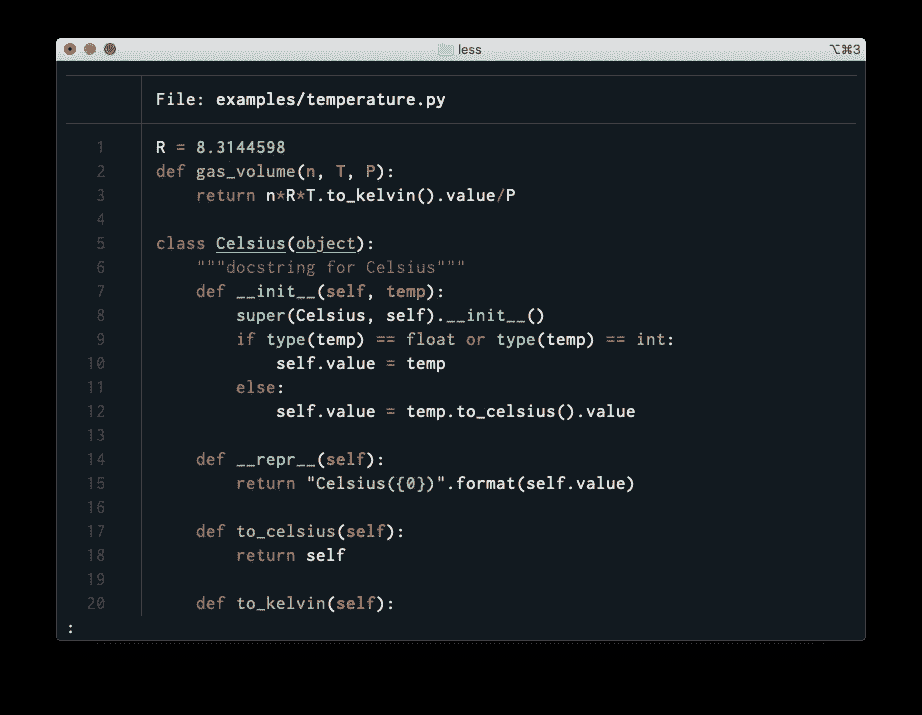 less ⌥⌘3
File: examples/temperature.py
1 R = 8.3144598
2 def gas_volume(n, T, P):
3     return n*R*T.to_kelvin().value/P
4
5 class Celsius(object):
6     """docstring for Celsius"""
7     def __init__(self, temp):
8         super(Celsius, self).__init__()
9         if type(temp) == float or type(temp) == int:
10             self.value = temp
11         else:
12             self.value = temp.to_celsius().value
13
14     def __repr__(self):
15         return "Celsius({0})".format(self.value)
16
17     def to_celsius(self):
18         return self
19
20     def to_kelvin(self):
: